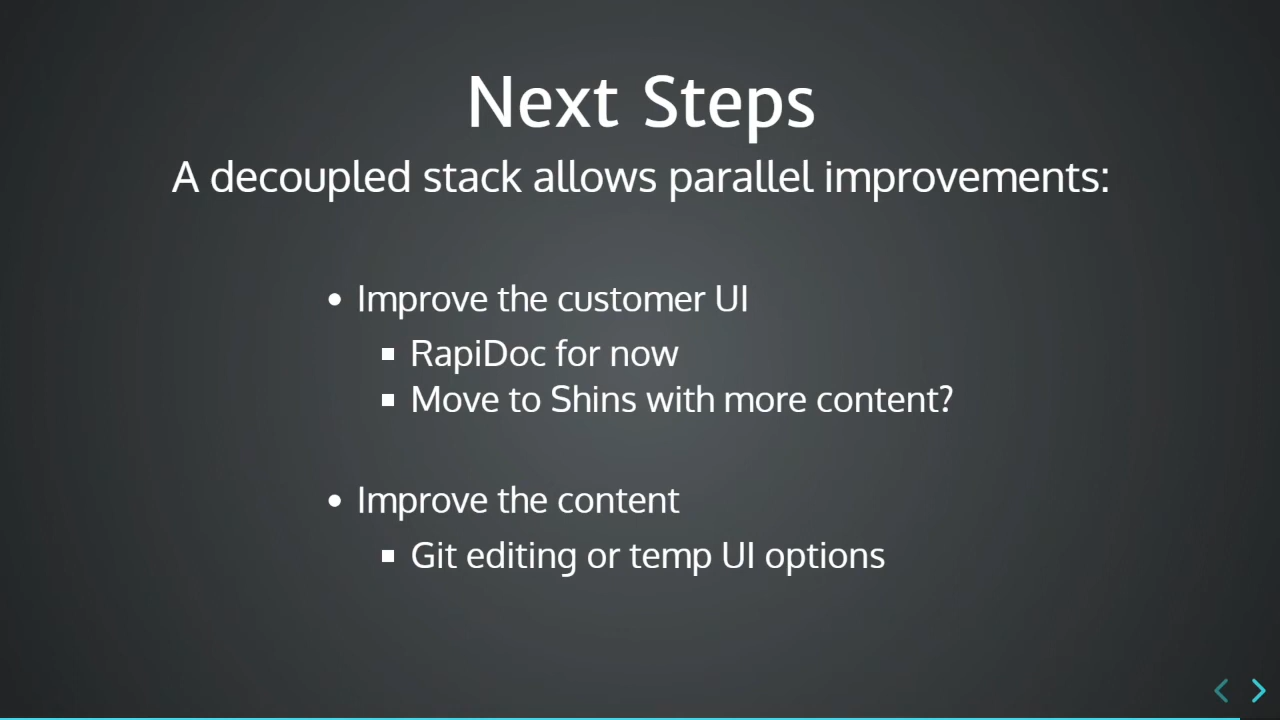 Next Steps
A decoupled stack allows parallel improvements:
• Improve the customer UI
▪ RapiDoc for now
▪ Move to Shins with more content?
• Improve the content
▪ Git editing or temp UI options